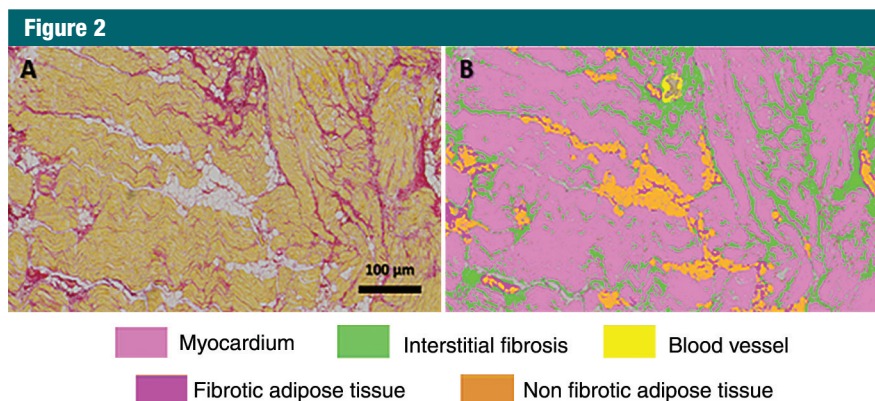 Figure 2
A
B
100 µm
Myocardium
Interstitial fibrosis
Blood vessel
Fibrotic adipose tissue
Non fibrotic adipose tissue